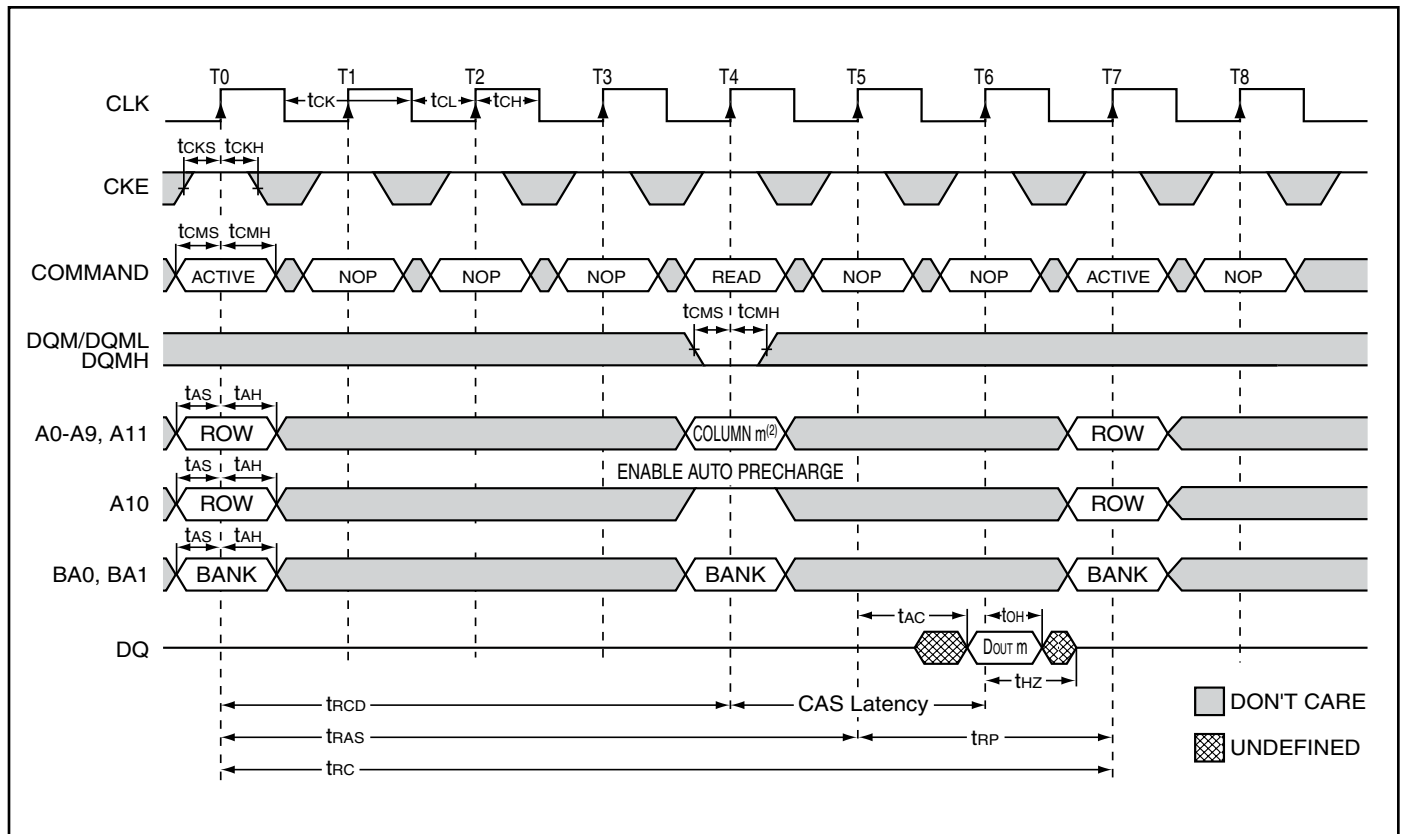 T0 T1 T2 T3 T4 T5 T6 T7 T8
CLK tCK tCL tCH
tCKS tCKH
CKE
tCMS tCMH
COMMAND ACTIVE NOP NOP NOP READ NOP NOP ACTIVE NOP
tCMS tCMH
DQM/DQML
DQMH
tAS tAH
A0-A9, A11 ROW COLUMN m(2) ROW
tAS tAH ENABLE AUTO PRECHARGE
A10 ROW ROW
tAS tAH
BA0, BA1 BANK BANK BANK
tAC tOH
DQ DOUT m
tHZ
tRCD CAS Latency DON'T CARE
tRAS tRP
UNDEFINED
tRC